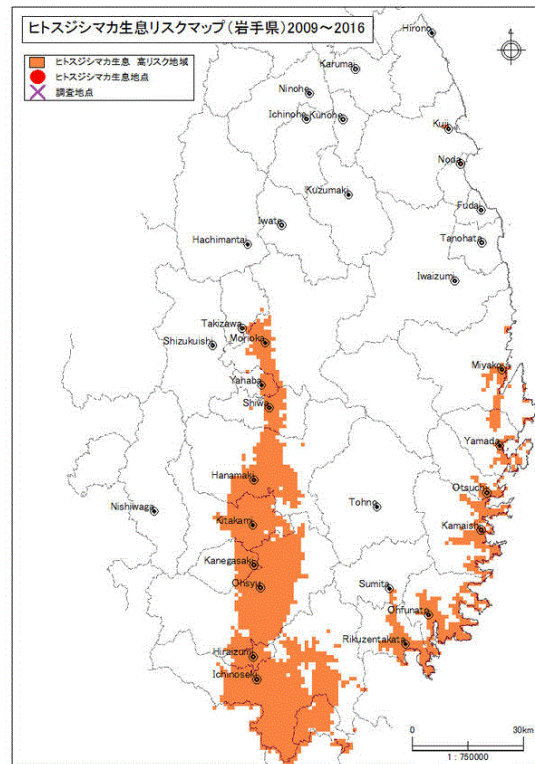 ヒトスジシマカ生息リスクマップ（岩手県）2009～2016
ヒトスジシマカ生息 高リスク地域
ヒトスジシマカ生息地点
調査地点
4
Hirono
Karumai
Ninohe
Ichinohe Kunohe
Kuji
Noda
Kuzumaki
Fudai
Iwate
Tanohata
Hachimantai
Iwaizumi
Takizawa
Morioka
Shizukuishi
Miyako
Yahaba
Shiwa
Yamada
Hanamaki
Otsuchi
Tohno
Nishiwaga
Kitakami
Kamaishi
Kanegasaki
Ohsyu
Sumita
Ohfunato
Rikuzentakata
Hiraizumi
Ichinoseki
0 30km
1 : 750000